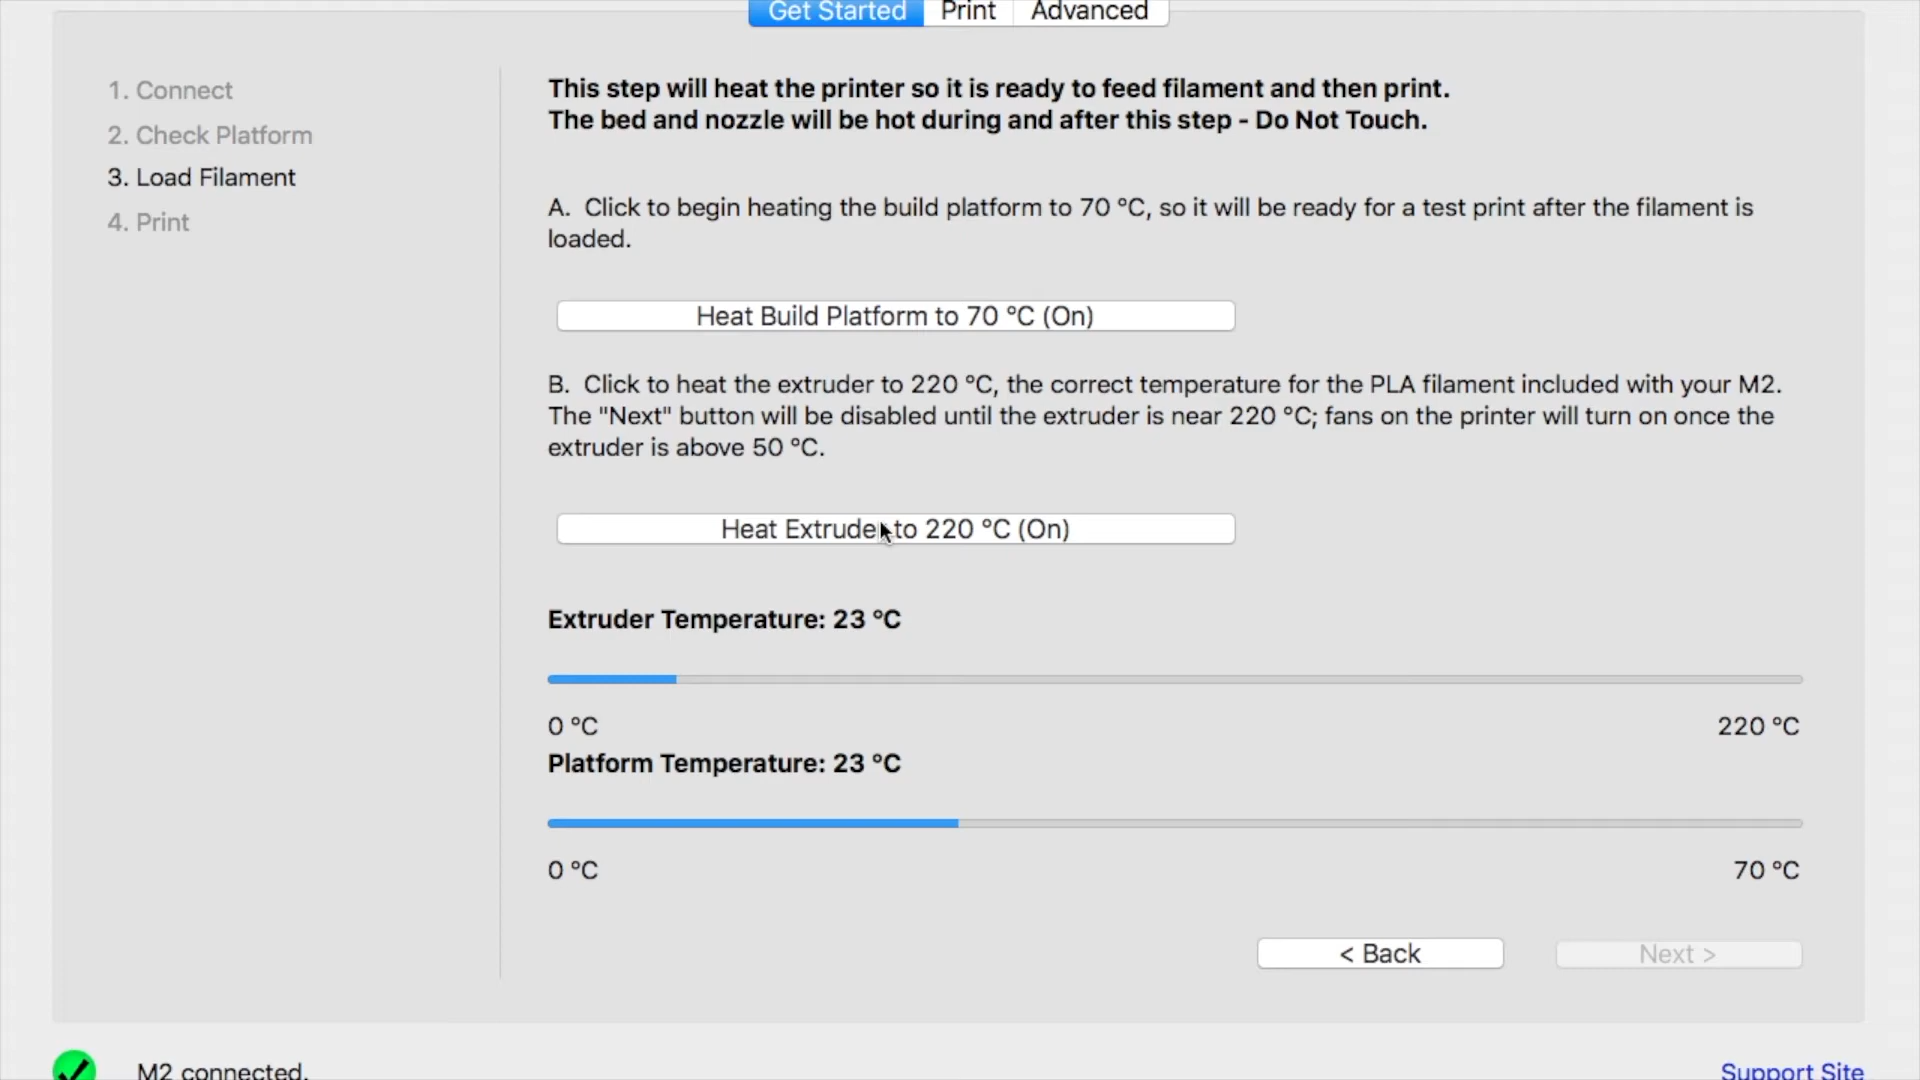 Get Started Print Advanced
1. Connect
2. Check Platform
3. Load Filament
4. Print
This step will heat the printer so it is ready to feed filament and then print.
The bed and nozzle will be hot during and after this step - Do Not Touch.
A. Click to begin heating the build platform to 70 °C, so it will be ready for a test print after the filament is
loaded.
Heat Build Platform to 70 °C (On)
B. Click to heat the extruder to 220 °C, the correct temperature for the PLA filament included with your M2.
The "Next" button will be disabled until the extruder is near 220 °C; fans on the printer will turn on once the
extruder is above 50 °C.
Heat Extruder to 220 °C (On)
Extruder Temperature: 23 °C
0 °C 220 °C
Platform Temperature: 23 °C
0 °C 70 °C
< Back Next >
M2 connected. Support Site